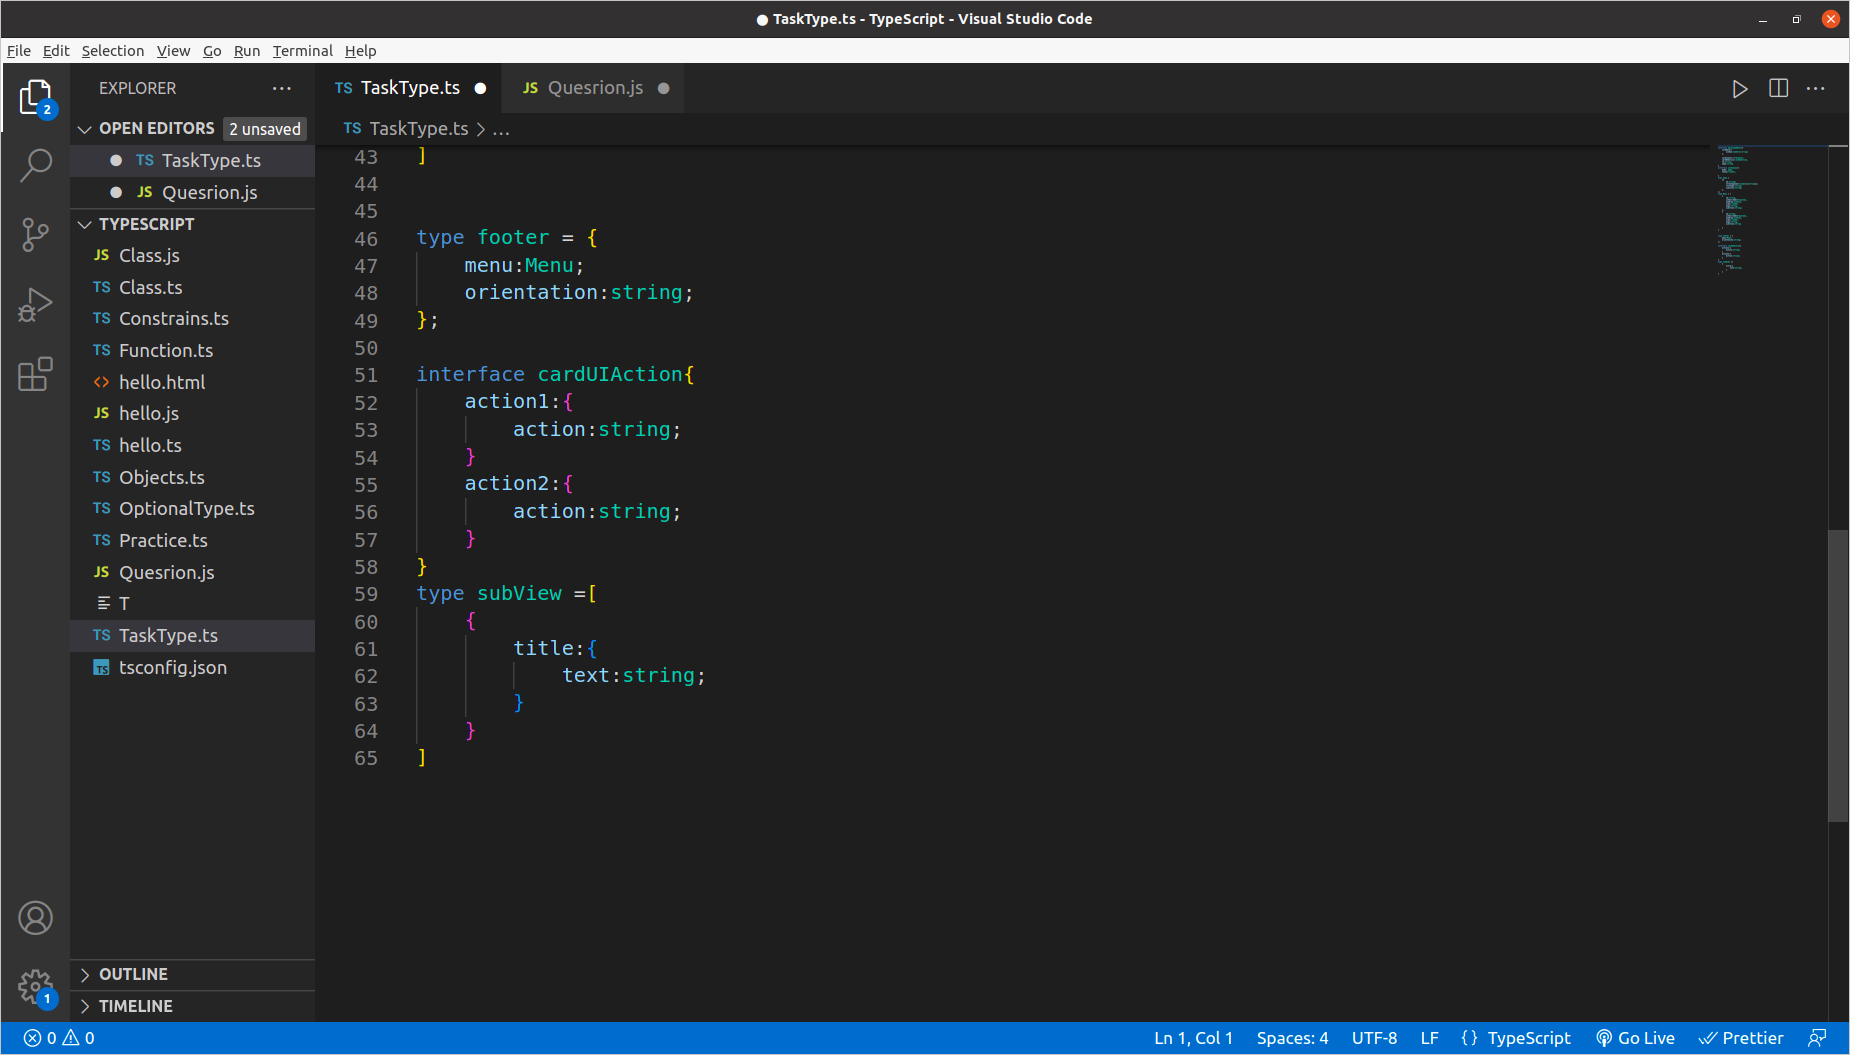 TaskType.ts - TypeScript - Visual Studio Code
File Edit Selection View Go Run Terminal Help
2
EXPLORER
OPEN EDITORS 2 unsaved
TS TaskType.ts
JS Quesrion.js
TYPESCRIPT
JS Class.js
TS Class.ts
TS Constrains.ts
TS Function.ts
<> hello.html
JS hello.js
TS hello.ts
TS Objects.ts
TS OptionalType.ts
TS Practice.ts
JS Quesrion.js
T
TS TaskType.ts
TS tsconfig.json
OUTLINE
TIMELINE
1
TS TaskType.ts
JS Quesrion.js
TS TaskType.ts > ...
43 ]
44
45
46 type footer = {
47 menu:Menu;
48 orientation:string;
49 };
50
51 interface cardUIAction{
52 action1:{
53 action:string;
54 }
55 action2:{
56 action:string;
57 }
58 }
59 type subView =[
60 {
61 title:{
62 text:string;
63 }
64 }
65 ]
0 0 Ln 1, Col 1 Spaces: 4 UTF-8 LF {} TypeScript Go Live Prettier